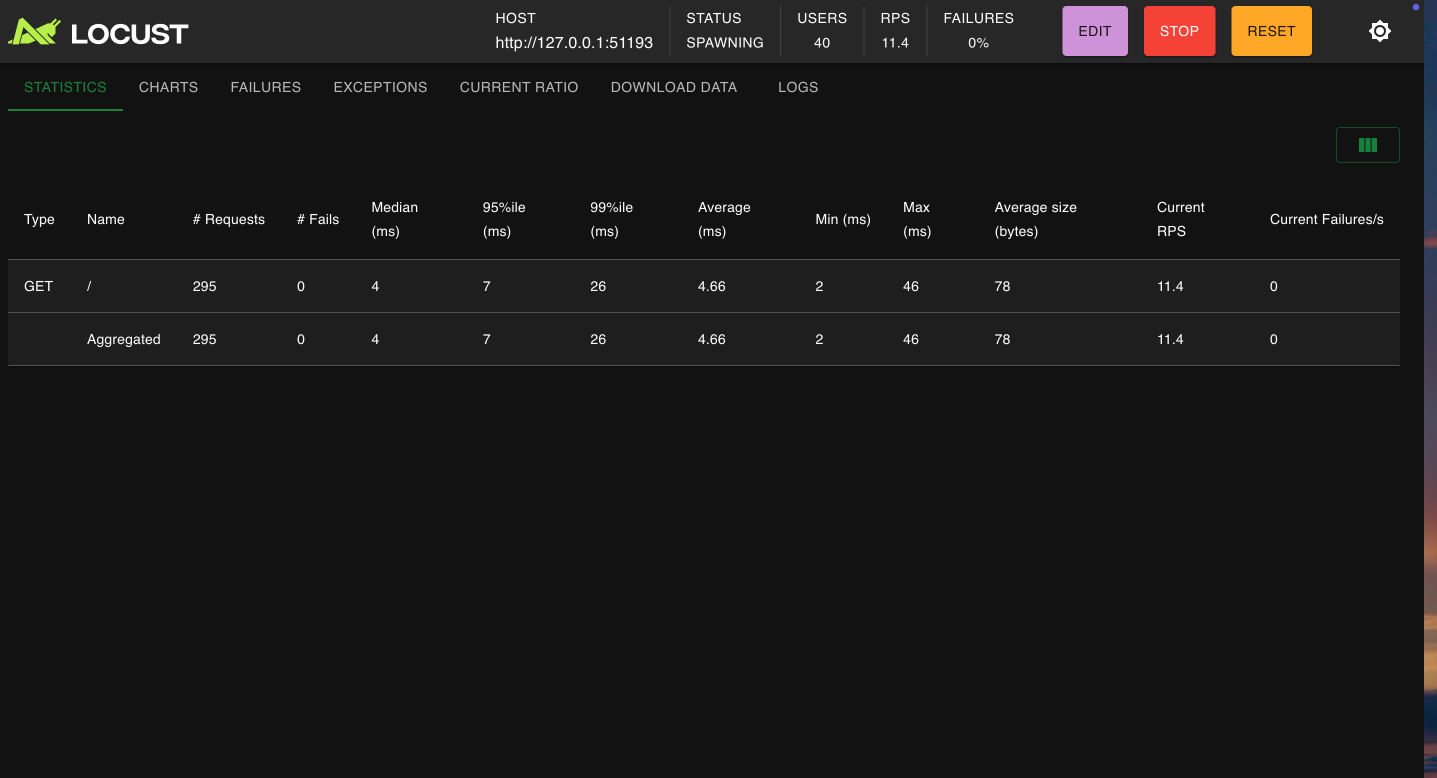 LOCUST
HOST
http://127.0.0.1:51193
STATUS
SPAWNING
USERS
40
RPS
11.4
FAILURES
0%
EDIT
STOP
RESET
STATISTICS CHARTS FAILURES EXCEPTIONS CURRENT RATIO DOWNLOAD DATA LOGS
Type Name # Requests # Fails Median (ms) 95%ile (ms) 99%ile (ms) Average (ms) Min (ms) Max (ms) Average size (bytes) Current RPS Current Failures/s
GET / 295 0 4 7 26 4.66 2 46 78 11.4 0
Aggregated 295 0 4 7 26 4.66 2 46 78 11.4 0